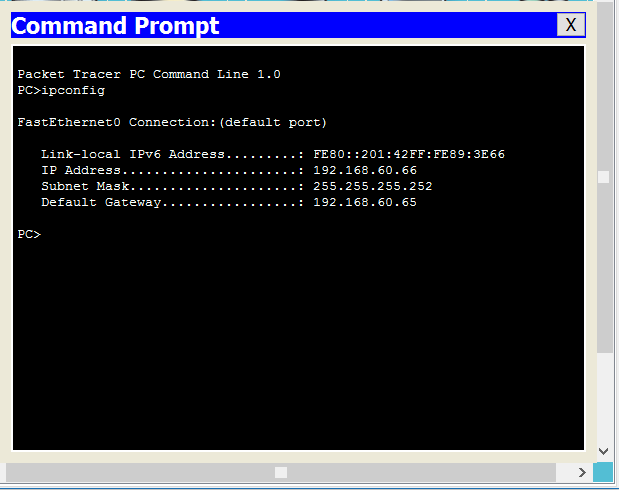 Command Prompt X
Packet Tracer PC Command Line 1.0
PC>ipconfig
FastEthernet0 Connection:(default port)
Link-local IPv6 Address.........: FE80::201:42FF:FE89:3E66
IP Address......................: 192.168.60.66
Subnet Mask.....................: 255.255.255.252
Default Gateway.................: 192.168.60.65
PC>